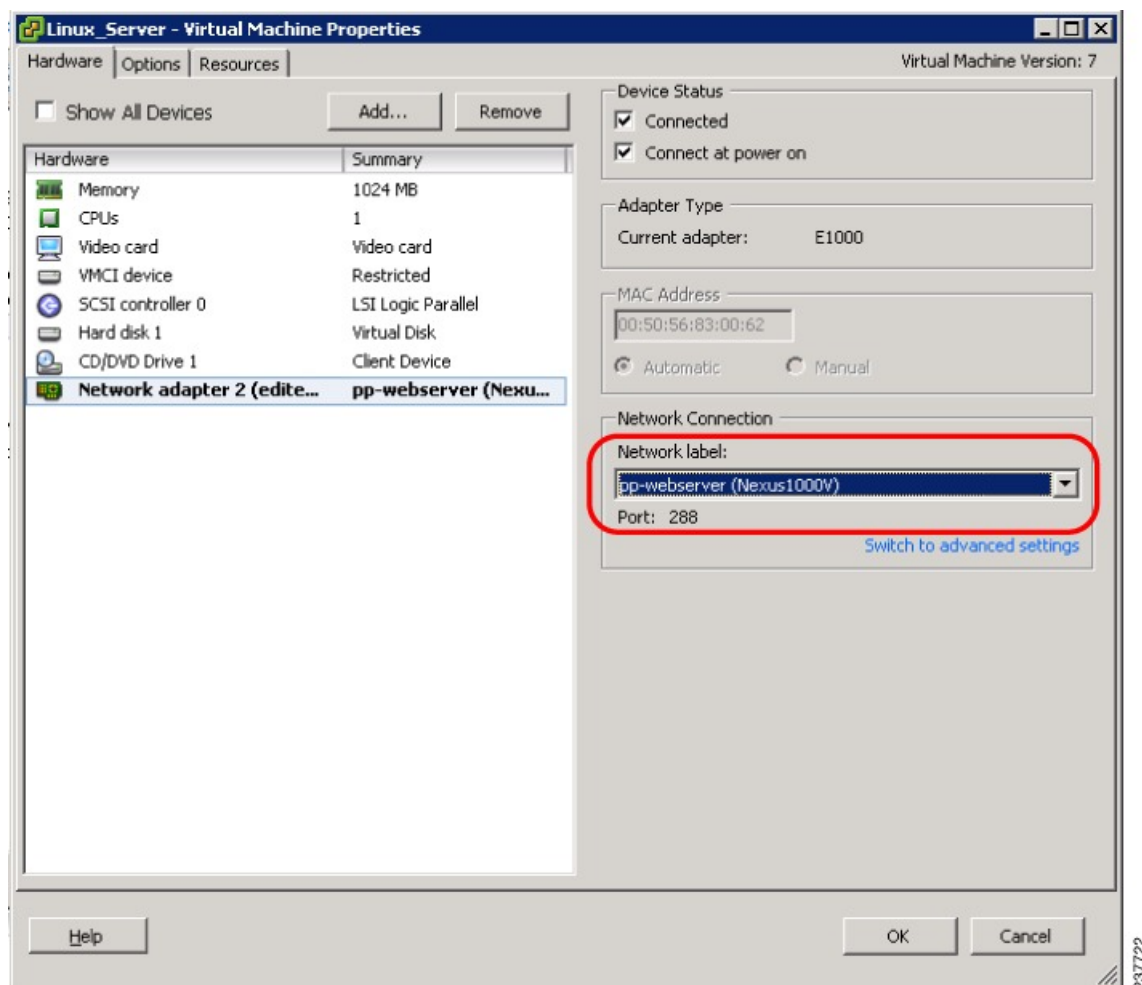 Linux_Server - Virtual Machine Properties
Hardware Options Resources
Virtual Machine Version: 7
Show All Devices
Add...
Remove
Hardware Summary
Memory 1024 MB
CPUs 1
Video card Video card
VMCI device Restricted
SCSI controller 0 LSI Logic Parallel
Hard disk 1 Virtual Disk
CD/DVD Drive 1 Client Device
Network adapter 2 (edite... pp-webserver (Nexu...
Device Status
Connected
Connect at power on
Adapter Type
Current adapter: E1000
MAC Address
00:50:56:83:00:62
Automatic Manual
Network Connection
Network label:
pp-webserver (Nexus1000V)
Port: 288
Switch to advanced settings
Help
OK
Cancel
237722